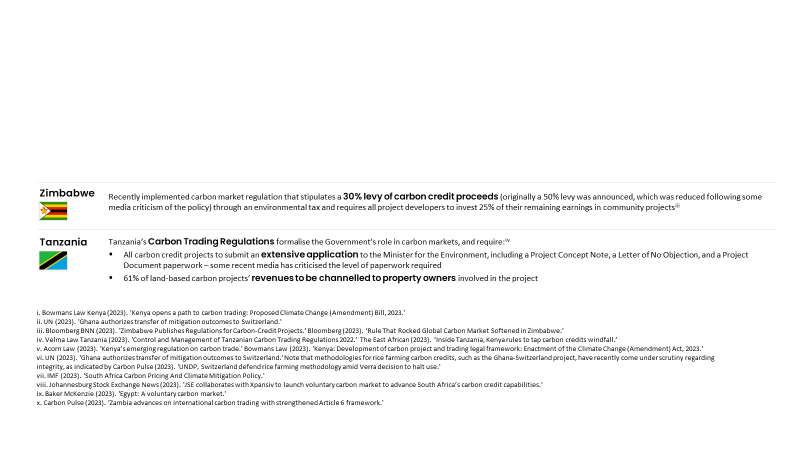 Zimbabwe
Recently implemented carbon market regulation that stipulates a 30% levy of carbon credit proceeds (originally a 50% levy was announced, which was reduced following some
media criticism of the policy) through an environmental tax and requires all project developers to invest 25% of their remaining earnings in community projectsⁱⁱⁱ
Tanzania
Tanzania's Carbon Trading Regulations formalise the Government's role in carbon markets, and require:ⁱᵛ
• All carbon credit projects to submit an extensive application to the Minister for the Environment, including a Project Concept Note, a Letter of No Objection, and a Project
Document paperwork – some recent media has criticised the level of paperwork required
• 61% of land-based carbon projects' revenues to be channelled to property owners involved in the project
i. Bowmans Law Kenya (2023). 'Kenya opens a path to carbon trading: Proposed Climate Change (Amendment) Bill, 2023.'
ii. UN (2023). 'Ghana authorizes transfer of mitigation outcomes to Switzerland.'
iii. Bloomberg BNN (2023). 'Zimbabwe Publishes Regulations for Carbon-Credit Projects.' Bloomberg (2023). 'Rule That Rocked Global Carbon Market Softened in Zimbabwe.'
iv. Velma Law Tanzania (2023). 'Control and Management of Tanzanian Carbon Trading Regulations 2022.' The East African (2023). 'Inside Tanzania, Kenya rules to tap carbon credits windfall.'
v. Acorn Law (2023). 'Kenya's emerging regulation on carbon trade.' Bowmans Law (2023). 'Kenya: Development of carbon project and trading legal framework: Enactment of the Climate Change (Amendment) Act, 2023.'
vi. UN (2023). 'Ghana authorizes transfer of mitigation outcomes to Switzerland.' Note that methodologies for rice farming carbon credits, such as the Ghana-Switzerland project, have recently come under scrutiny regarding
integrity, as indicated by Carbon Pulse (2023). 'UNDP, Switzerland defend rice farming methodology amid Verra decision to halt use.'
vii. IMF (2023). 'South Africa Carbon Pricing And Climate Mitigation Policy.'
viii. Johannesburg Stock Exchange News (2023). 'JSE collaborates with Xpansiv to launch voluntary carbon market to advance South Africa's carbon credit capabilities.'
ix. Baker McKenzie (2023). 'Egypt: A voluntary carbon market.'
x. Carbon Pulse (2023). 'Zambia advances on international carbon trading with strengthened Article 6 framework.'